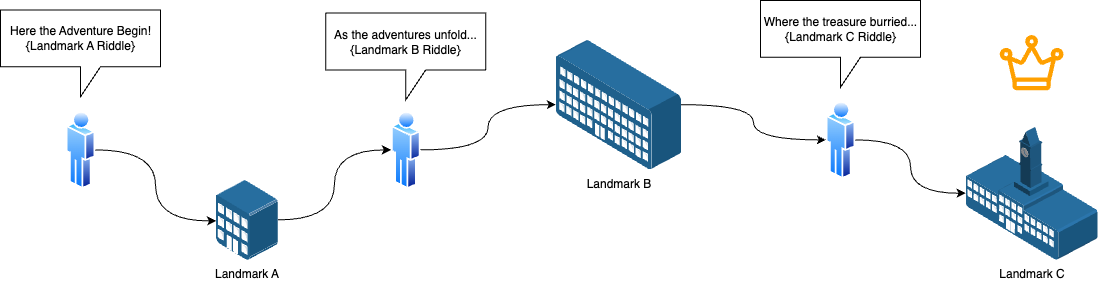 Here the Adventure Begin!
{Landmark A Riddle}
As the adventures unfold...
{Landmark B Riddle}
Where the treasure burried...
{Landmark C Riddle}
Landmark A
Landmark B
Landmark C